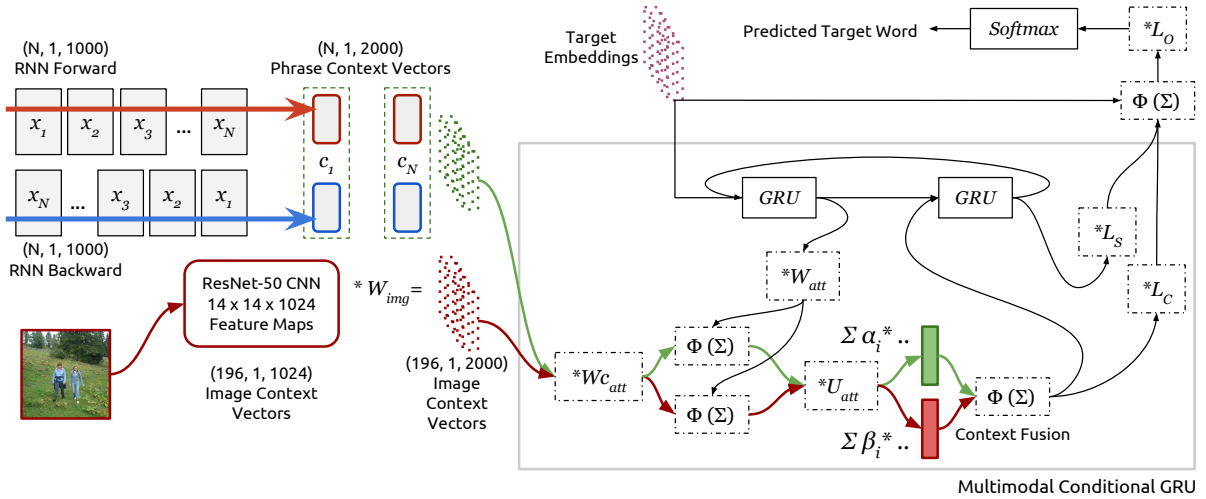 (N, 1, 1000)
RNN Forward
x1 x2 x3 ... xN
xN ... x3 x2 x1
(N, 1, 1000)
RNN Backward
(N, 1, 2000)
Phrase Context Vectors
c1 cN
ResNet-50 CNN
14 x 14 x 1024
Feature Maps
(196, 1, 1024)
Image Context
Vectors
* Wimg =
(196, 1, 2000)
Image
Context
Vectors
Target
Embeddings
Predicted Target Word
Softmax
*LO
Φ (Σ)
GRU
GRU
*LS
*LC
*Watt
*Wcatt
Φ (Σ)
Φ (Σ)
*Uatt
Σ αi* ..
Σ βi* ..
Φ (Σ)
Context Fusion
Multimodal Conditional GRU